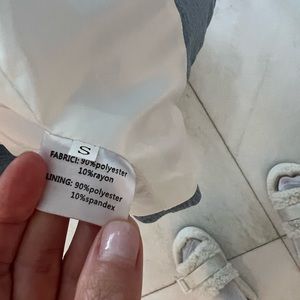 S
FABRIC: 90%polyester
10%rayon
LINING: 90%polyester
10%spandex